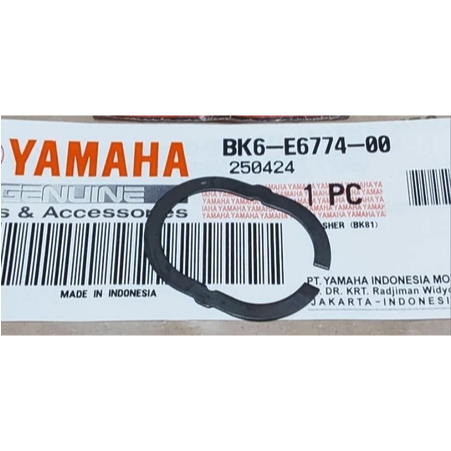 YAMAHA
BK6-E6774-00
250424
GENUINE
1 PC
& Accessories
SHER (BK81)
MADE IN INDONESIA
PT. YAMAHA INDONESIA MO
DR. KRT. Radjiman Widyo
JAKARTA-INDONES